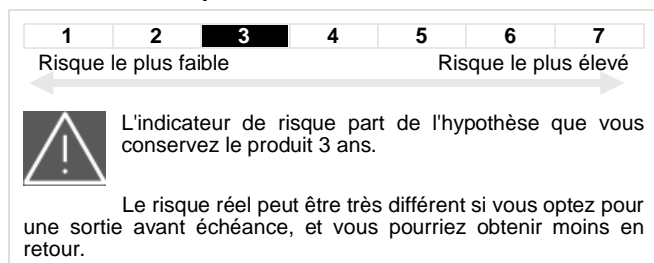 1 2 3 4 5 6 7
Risque le plus faible Risque le plus élevé
L'indicateur de risque part de l'hypothèse que vous
conservez le produit 3 ans.
Le risque réel peut être très différent si vous optez pour
une sortie avant échéance, et vous pourriez obtenir moins en
retour.